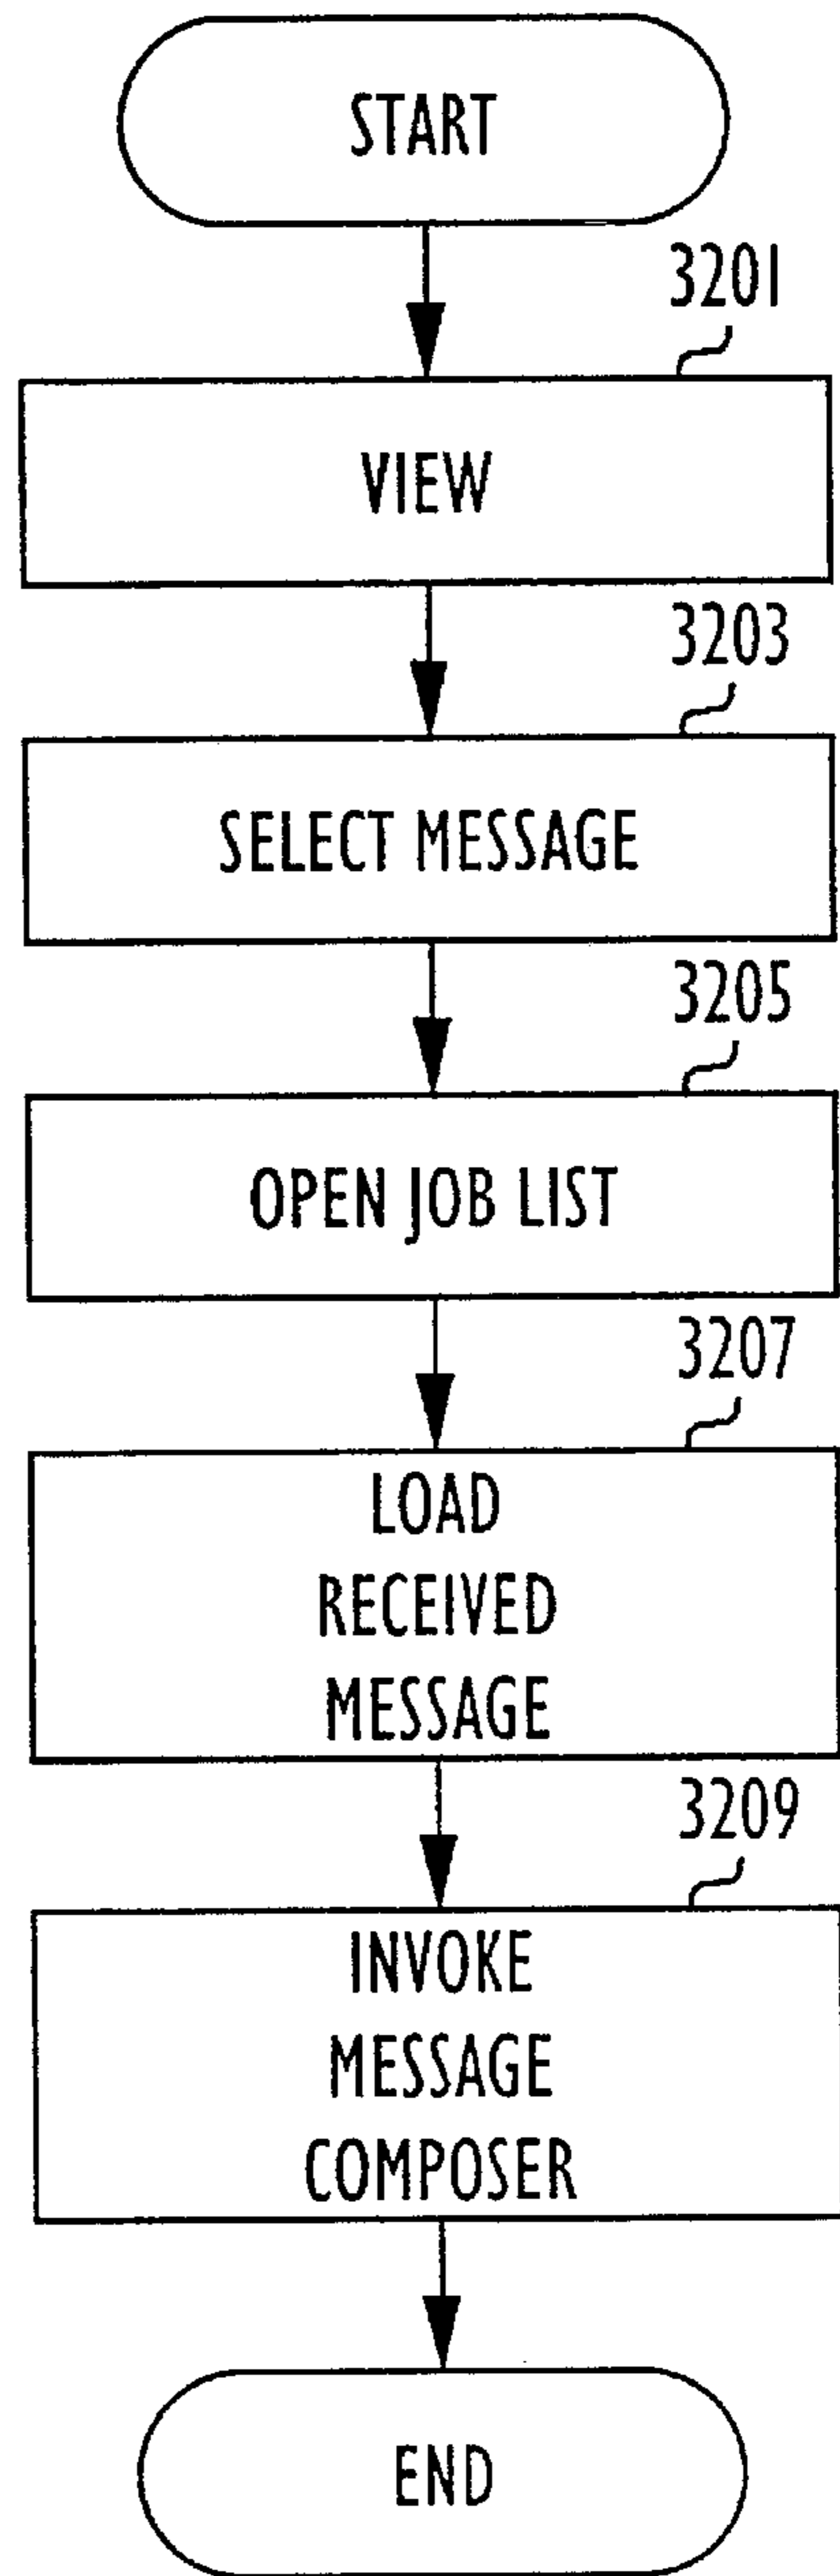 START
3201
VIEW
3203
SELECT MESSAGE
3205
OPEN JOB LIST
3207
LOAD
RECEIVED
MESSAGE
3209
INVOKE
MESSAGE
COMPOSER
END